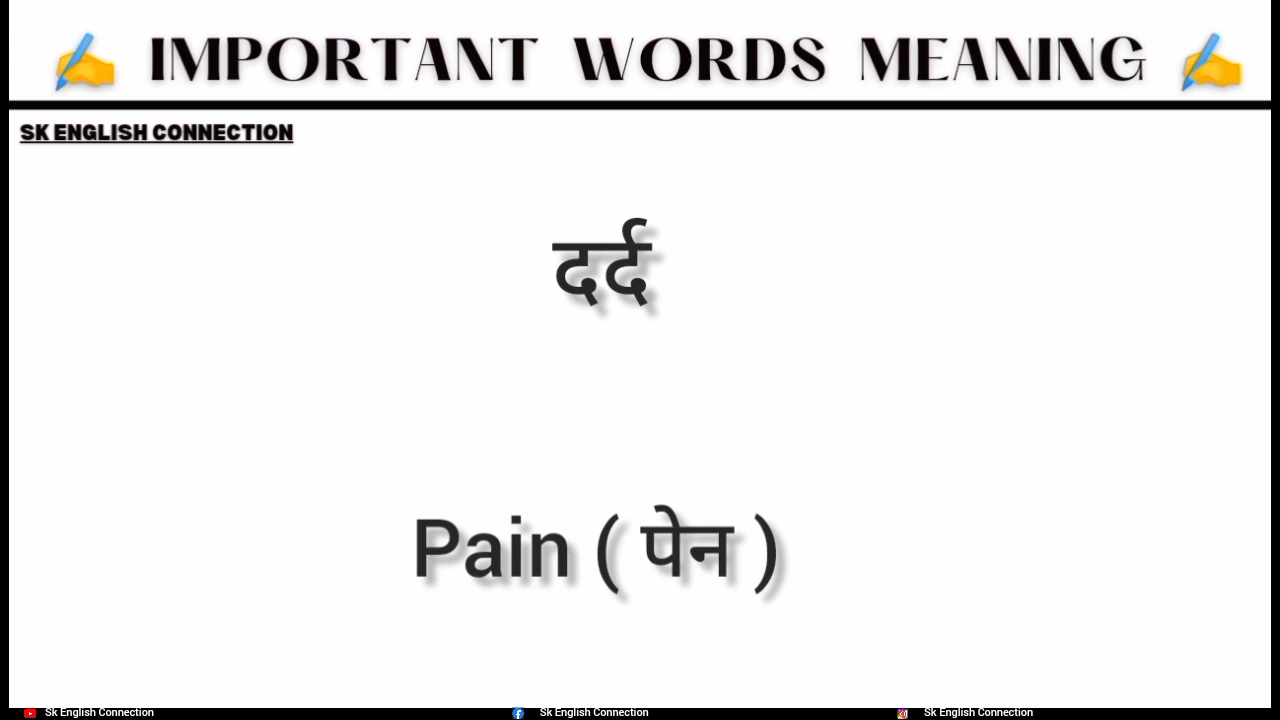 ✍️ IMPORTANT WORDS MEANING ✍️
SK ENGLISH CONNECTION
दर्द
Pain ( पेन )
Sk English Connection Sk English Connection Sk English Connection